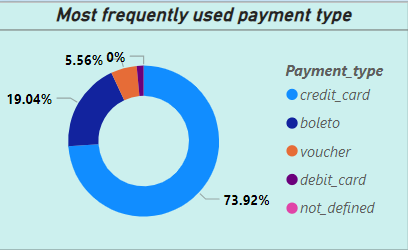 Most frequently used payment type
5.56% 0%
19.04%
73.92%
Payment_type
credit_card
boleto
voucher
debit_card
not_defined